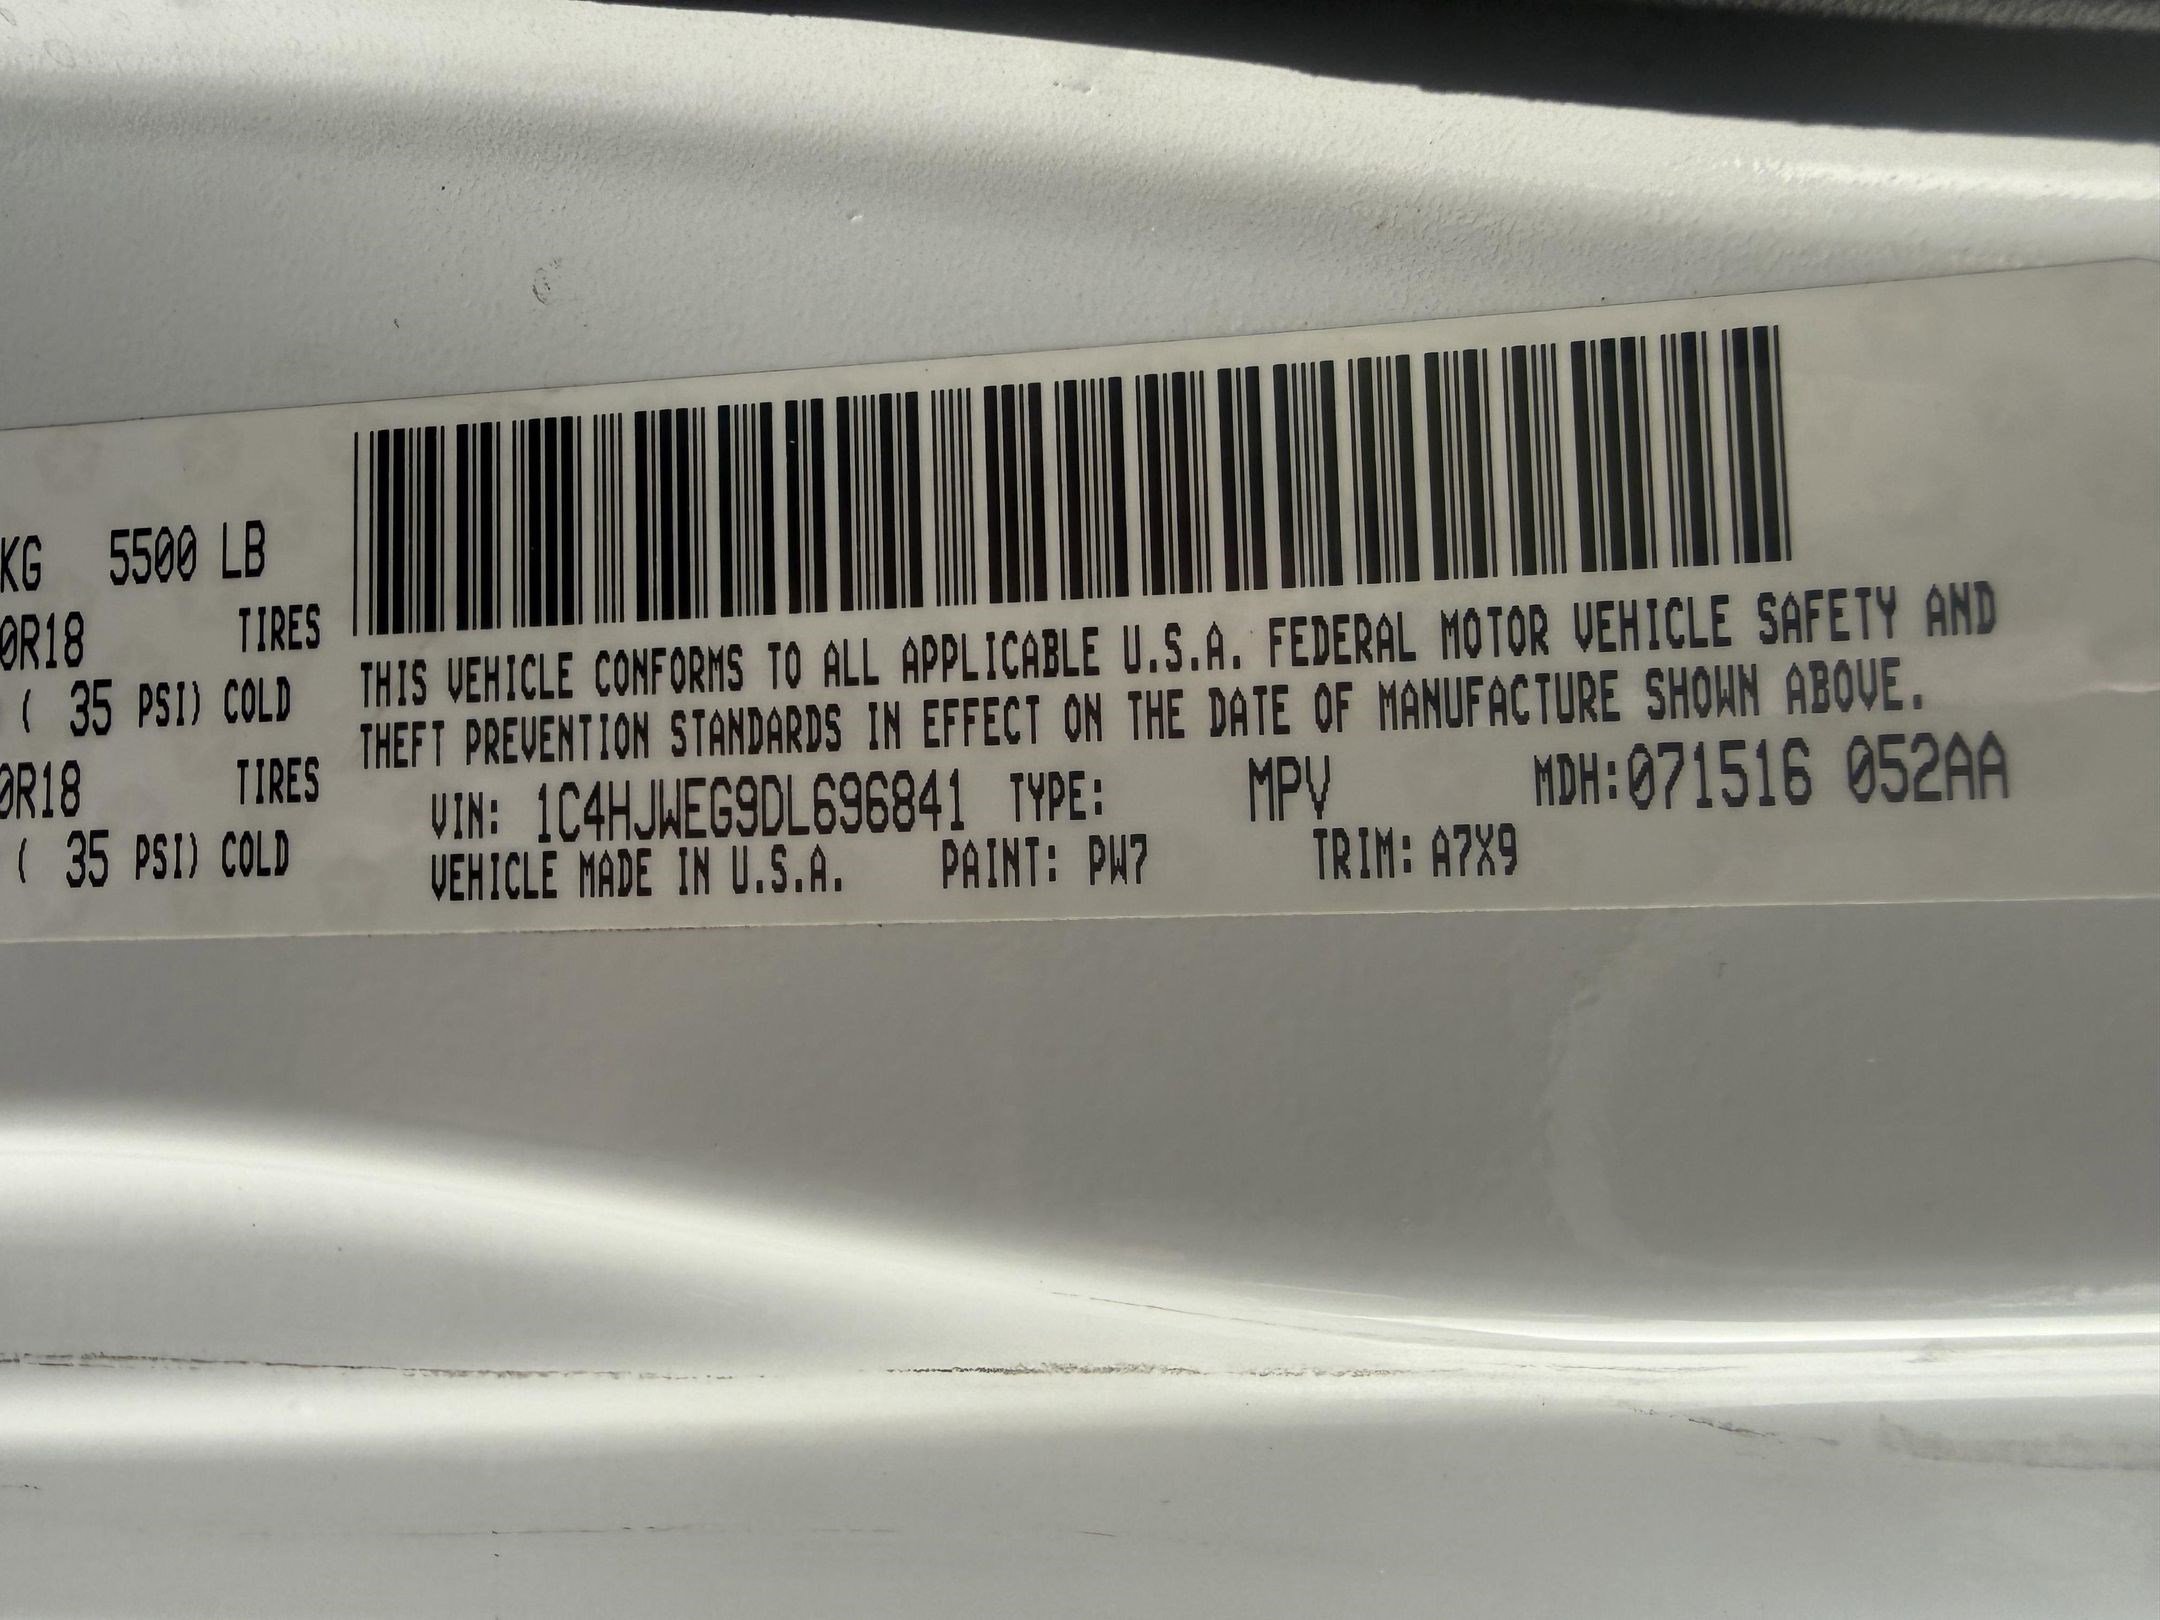 KG 5500 LB
0R18 TIRES
( 35 PSI) COLD
0R18 TIRES
( 35 PSI) COLD
THIS VEHICLE CONFORMS TO ALL APPLICABLE U.S.A. FEDERAL MOTOR VEHICLE SAFETY AND
THEFT PREVENTION STANDARDS IN EFFECT ON THE DATE OF MANUFACTURE SHOWN ABOVE.
VIN: 1C4HJWEG9DL696841 TYPE: MPV MDH:071516 052AA
VEHICLE MADE IN U.S.A. PAINT: PW7 TRIM: A7X9